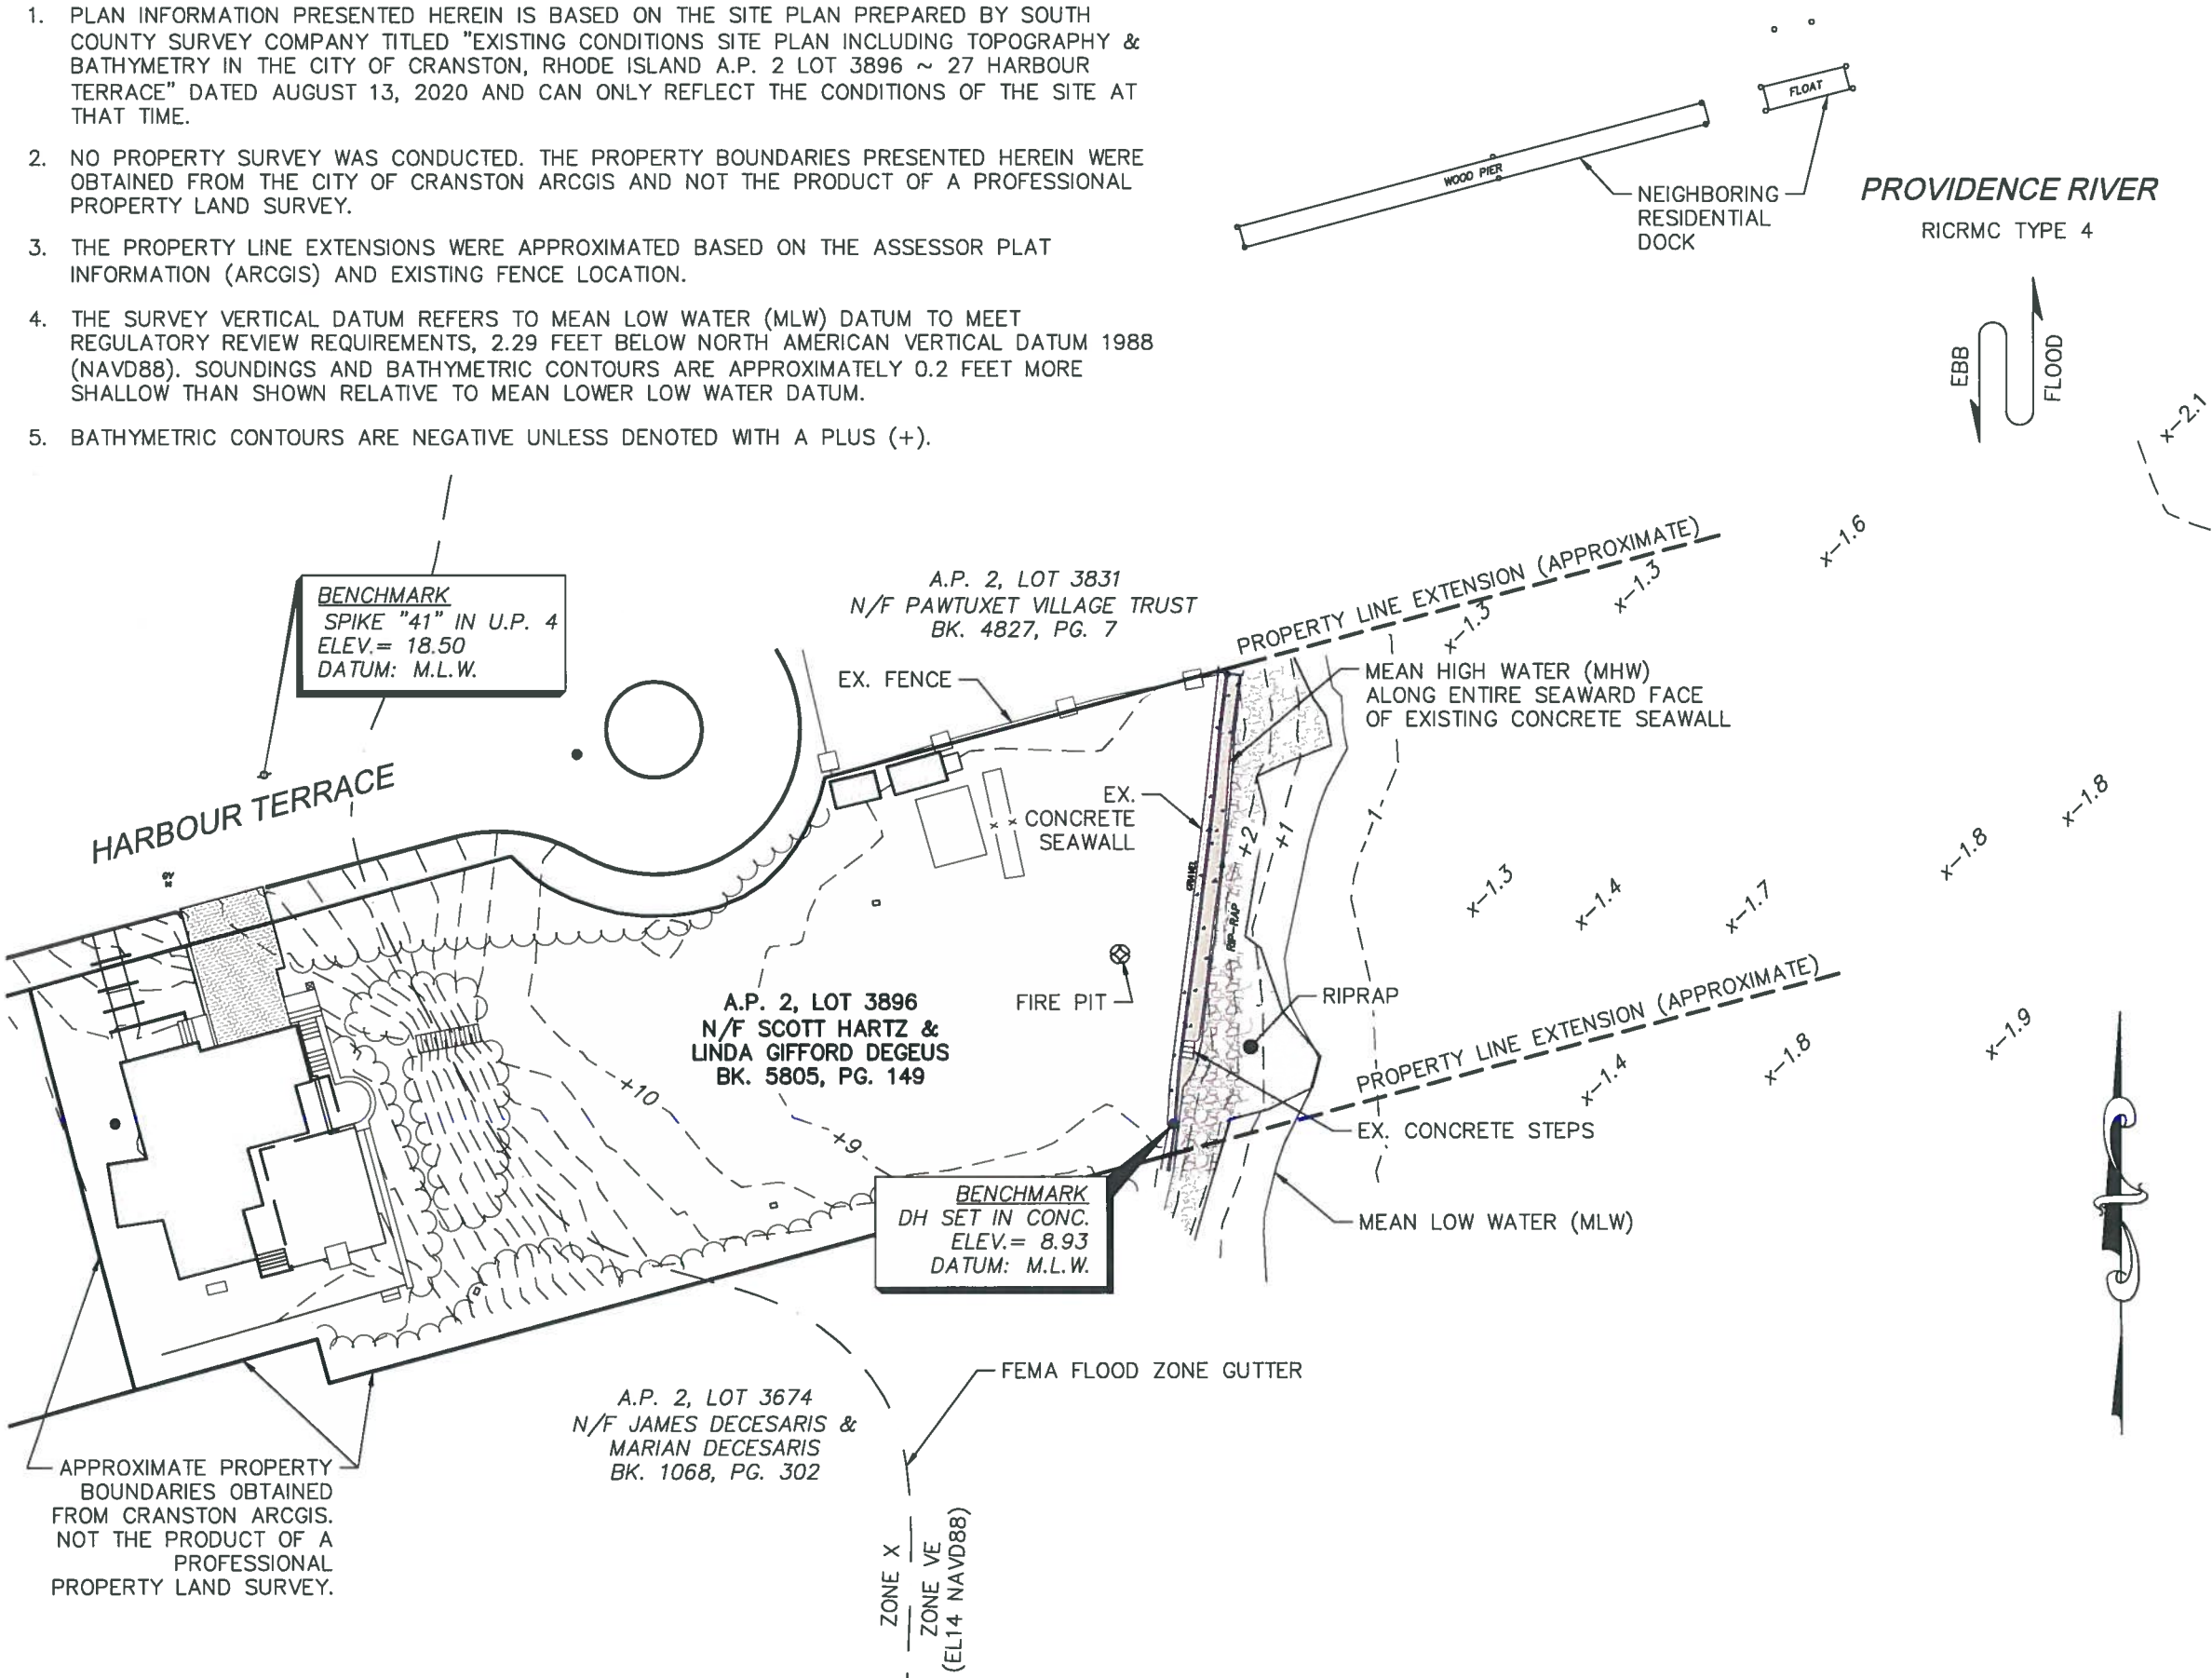 1. PLAN INFORMATION PRESENTED HEREIN IS BASED ON THE SITE PLAN PREPARED BY SOUTH
COUNTY SURVEY COMPANY TITLED "EXISTING CONDITIONS SITE PLAN INCLUDING TOPOGRAPHY &
BATHYMETRY IN THE CITY OF CRANSTON, RHODE ISLAND A.P. 2 LOT 3896 ~ 27 HARBOUR
TERRACE" DATED AUGUST 13, 2020 AND CAN ONLY REFLECT THE CONDITIONS OF THE SITE AT
THAT TIME.
2. NO PROPERTY SURVEY WAS CONDUCTED. THE PROPERTY BOUNDARIES PRESENTED HEREIN WERE
OBTAINED FROM THE CITY OF CRANSTON ARCGIS AND NOT THE PRODUCT OF A PROFESSIONAL
PROPERTY LAND SURVEY.
3. THE PROPERTY LINE EXTENSIONS WERE APPROXIMATED BASED ON THE ASSESSOR PLAT
INFORMATION (ARCGIS) AND EXISTING FENCE LOCATION.
4. THE SURVEY VERTICAL DATUM REFERS TO MEAN LOW WATER (MLW) DATUM TO MEET
REGULATORY REVIEW REQUIREMENTS, 2.29 FEET BELOW NORTH AMERICAN VERTICAL DATUM 1988
(NAVD88). SOUNDINGS AND BATHYMETRIC CONTOURS ARE APPROXIMATELY 0.2 FEET MORE
SHALLOW THAN SHOWN RELATIVE TO MEAN LOWER LOW WATER DATUM.
5. BATHYMETRIC CONTOURS ARE NEGATIVE UNLESS DENOTED WITH A PLUS (+).
FLOAT
WOOD PIER
NEIGHBORING
RESIDENTIAL
DOCK
PROVIDENCE RIVER
RICRMC TYPE 4
EBB
FLOOD
x-2.1
x-1.6
BENCHMARK
SPIKE "41" IN U.P. 4
ELEV.= 18.50
DATUM: M.L.W.
A.P. 2, LOT 3831
N/F PAWTUXET VILLAGE TRUST
BK. 4827, PG. 7
PROPERTY LINE EXTENSION (APPROXIMATE)
x-1.3
x-1.3
EX. FENCE
MEAN HIGH WATER (MHW)
ALONG ENTIRE SEAWARD FACE
OF EXISTING CONCRETE SEAWALL
HARBOUR TERRACE
GV
EX.
CONCRETE
SEAWALL
x x
+2
+1
-1-
GRAVEL
RIP-RAP
x-1.8
x-1.8
x-1.3
x-1.4
x-1.7
A.P. 2, LOT 3896
N/F SCOTT HARTZ &
LINDA GIFFORD DEGEUS
BK. 5805, PG. 149
FIRE PIT
RIPRAP
PROPERTY LINE EXTENSION (APPROXIMATE)
x-1.4
x-1.8
x-1.9
+10
+9
EX. CONCRETE STEPS
BENCHMARK
DH SET IN CONC.
ELEV.= 8.93
DATUM: M.L.W.
MEAN LOW WATER (MLW)
FEMA FLOOD ZONE GUTTER
A.P. 2, LOT 3674
N/F JAMES DECESARIS &
MARIAN DECESARIS
BK. 1068, PG. 302
APPROXIMATE PROPERTY
BOUNDARIES OBTAINED
FROM CRANSTON ARCGIS.
NOT THE PRODUCT OF A
PROFESSIONAL
PROPERTY LAND SURVEY.
ZONE X
ZONE VE
(EL14 NAVD88)